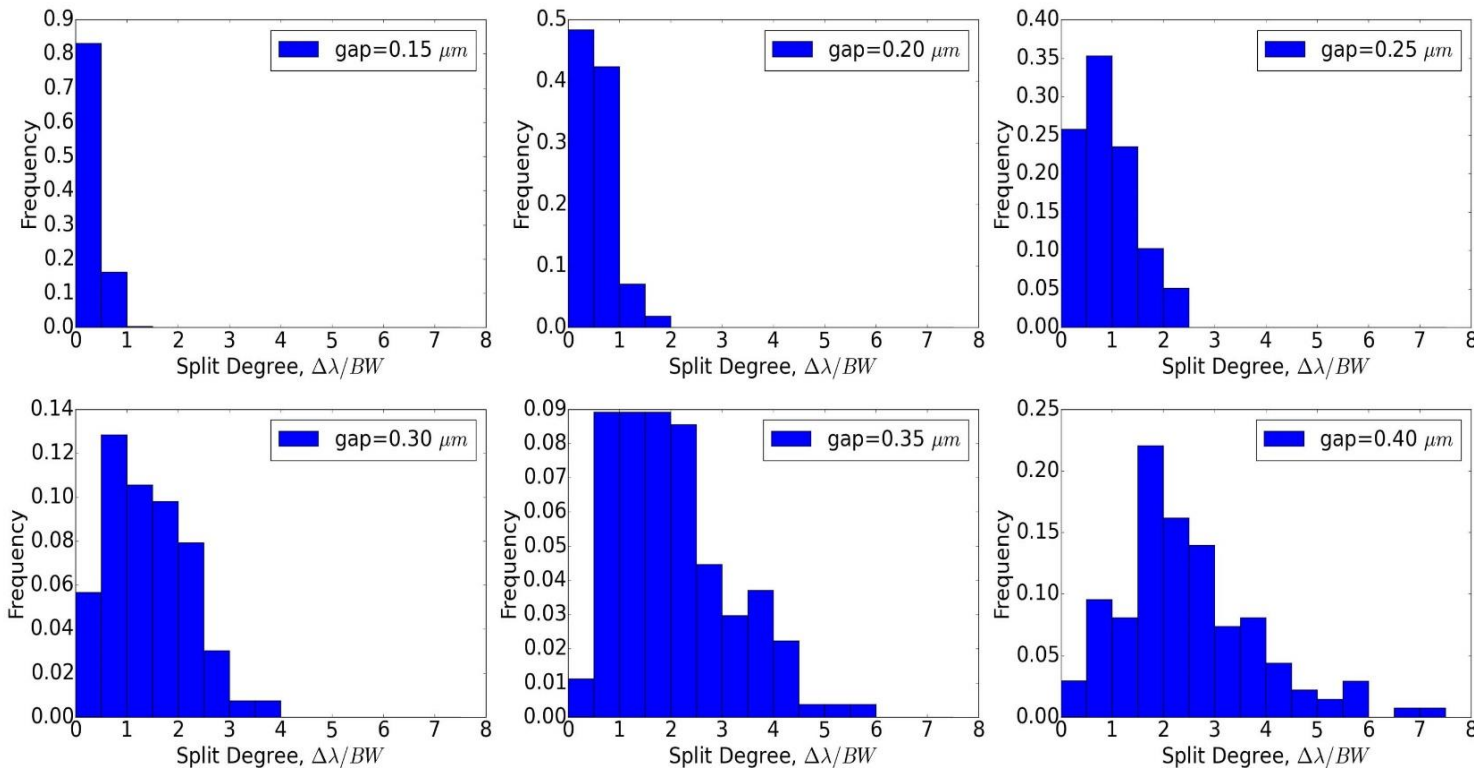 0.9
0.8
0.7
0.6
0.5
0.4
0.3
0.2
0.1
0.0
Frequency
gap=0.15 μm
0 1 2 3 4 5 6 7 8
Split Degree, Δλ/BW
0.5
0.4
0.3
0.2
0.1
0.0
Frequency
gap=0.20 μm
0 1 2 3 4 5 6 7 8
Split Degree, Δλ/BW
0.40
0.35
0.30
0.25
0.20
0.15
0.10
0.05
0.00
Frequency
gap=0.25 μm
0 1 2 3 4 5 6 7 8
Split Degree, Δλ/BW
0.14
0.12
0.10
0.08
0.06
0.04
0.02
0.00
Frequency
gap=0.30 μm
0 1 2 3 4 5 6 7 8
Split Degree, Δλ/BW
0.09
0.08
0.07
0.06
0.05
0.04
0.03
0.02
0.01
0.00
Frequency
gap=0.35 μm
0 1 2 3 4 5 6 7 8
Split Degree, Δλ/BW
0.25
0.20
0.15
0.10
0.05
0.00
Frequency
gap=0.40 μm
0 1 2 3 4 5 6 7 8
Split Degree, Δλ/BW